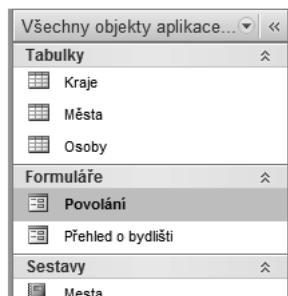 Všechny objekty aplikace...
Tabulky
Kraje
Města
Osoby
Formuláře
Povolání
Přehled o bydlišti
Sestavy
Mesta